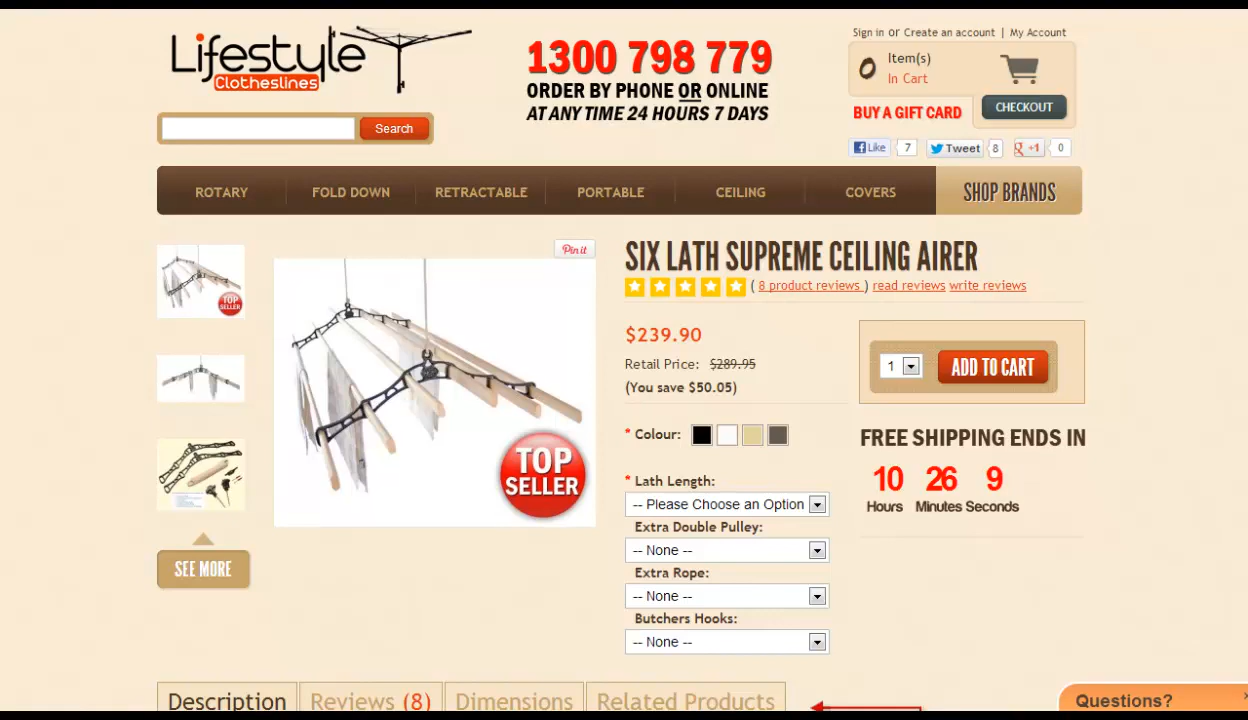 Lifestyle
Clotheslines
1300 798 779
ORDER BY PHONE OR ONLINE
AT ANY TIME 24 HOURS 7 DAYS
Sign in or Create an account | My Account
0 Item(s)
In Cart
BUY A GIFT CARD
CHECKOUT
Search
Like 7 Tweet 8 +1 0
ROTARY FOLD DOWN RETRACTABLE PORTABLE CEILING COVERS SHOP BRANDS
Pin it
SIX LATH SUPREME CEILING AIRER
( 8 product reviews ) read reviews write reviews
TOP
SELLER
$239.90
Retail Price: $289.95
(You save $50.05)
1 ADD TO CART
* Colour:
FREE SHIPPING ENDS IN
10 26 9
Hours Minutes Seconds
* Lath Length:
-- Please Choose an Option
Extra Double Pulley:
-- None --
Extra Rope:
-- None --
Butchers Hooks:
-- None --
TOP
SELLER
SEE MORE
Description Reviews (8) Dimensions Related Products
Questions? ×